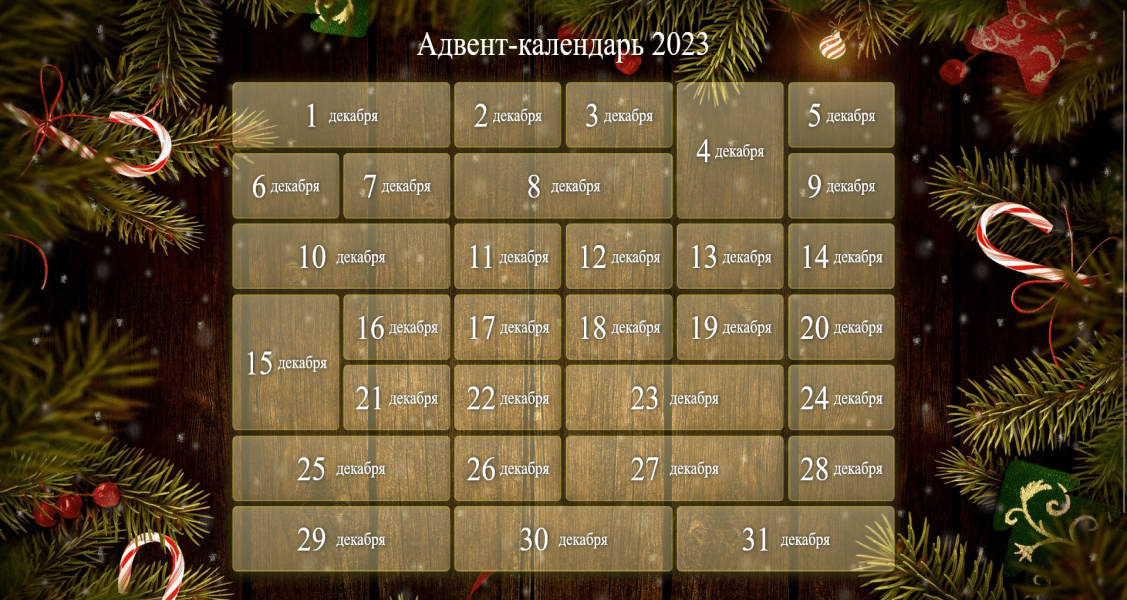 Адвент-календарь 2023
1 декабря
2 декабря
3 декабря
4 декабря
5 декабря
6 декабря
7 декабря
8 декабря
9 декабря
10 декабря
11 декабря
12 декабря
13 декабря
14 декабря
15 декабря
16 декабря
17 декабря
18 декабря
19 декабря
20 декабря
21 декабря
22 декабря
23 декабря
24 декабря
25 декабря
26 декабря
27 декабря
28 декабря
29 декабря
30 декабря
31 декабря